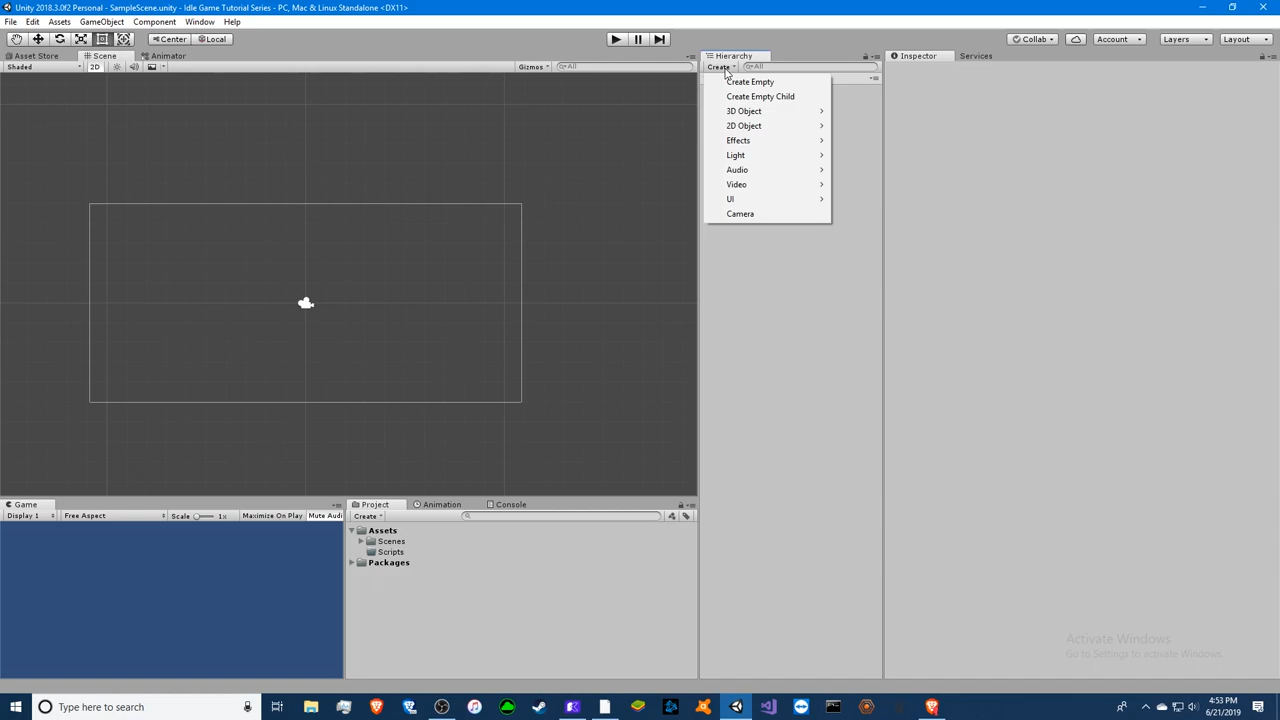 Unity 2018.3.0f2 Personal - SampleScene.unity - Idle Game Tutorial Series - PC, Mac & Linux Standalone <DX11>
File Edit Assets GameObject Component Window Help
Center Local
Collab Account Layers Layout
Asset Store Scene Animator
Shaded 2D Gizmos All
Hierarchy
Create All
Create Empty
Create Empty Child
3D Object
2D Object
Effects
Light
Audio
Video
UI
Camera
Inspector Services
Game
Display 1 Free Aspect Scale 1x Maximize On Play Mute Audi
Project Animation Console
Create
Assets
Scenes
Scripts
Packages
Activate Windows
Go to Settings to activate Windows.
Type here to search
4:53 PM
6/21/2019